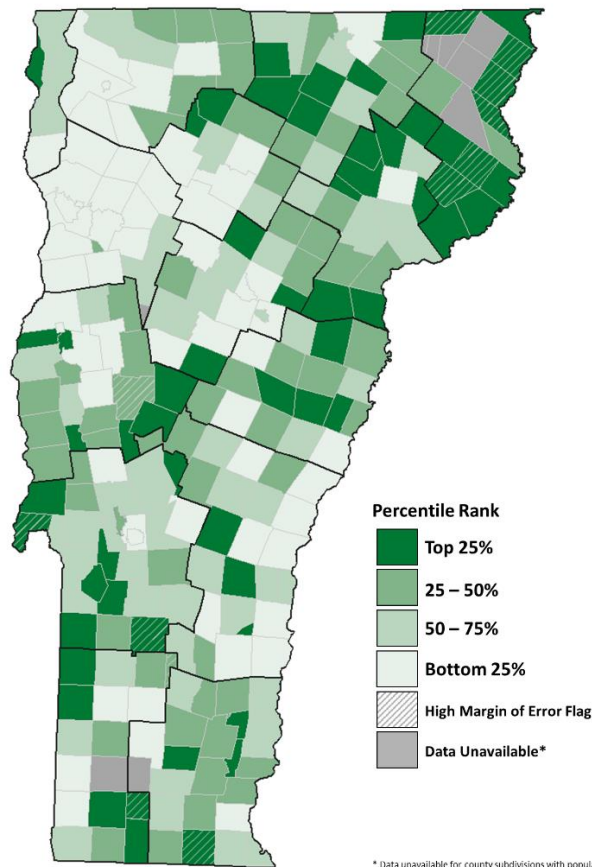 Percentile Rank
Top 25%
25 – 50%
50 – 75%
Bottom 25%
High Margin of Error Flag
Data Unavailable*
* Data unavailable for county subdivisions with popul